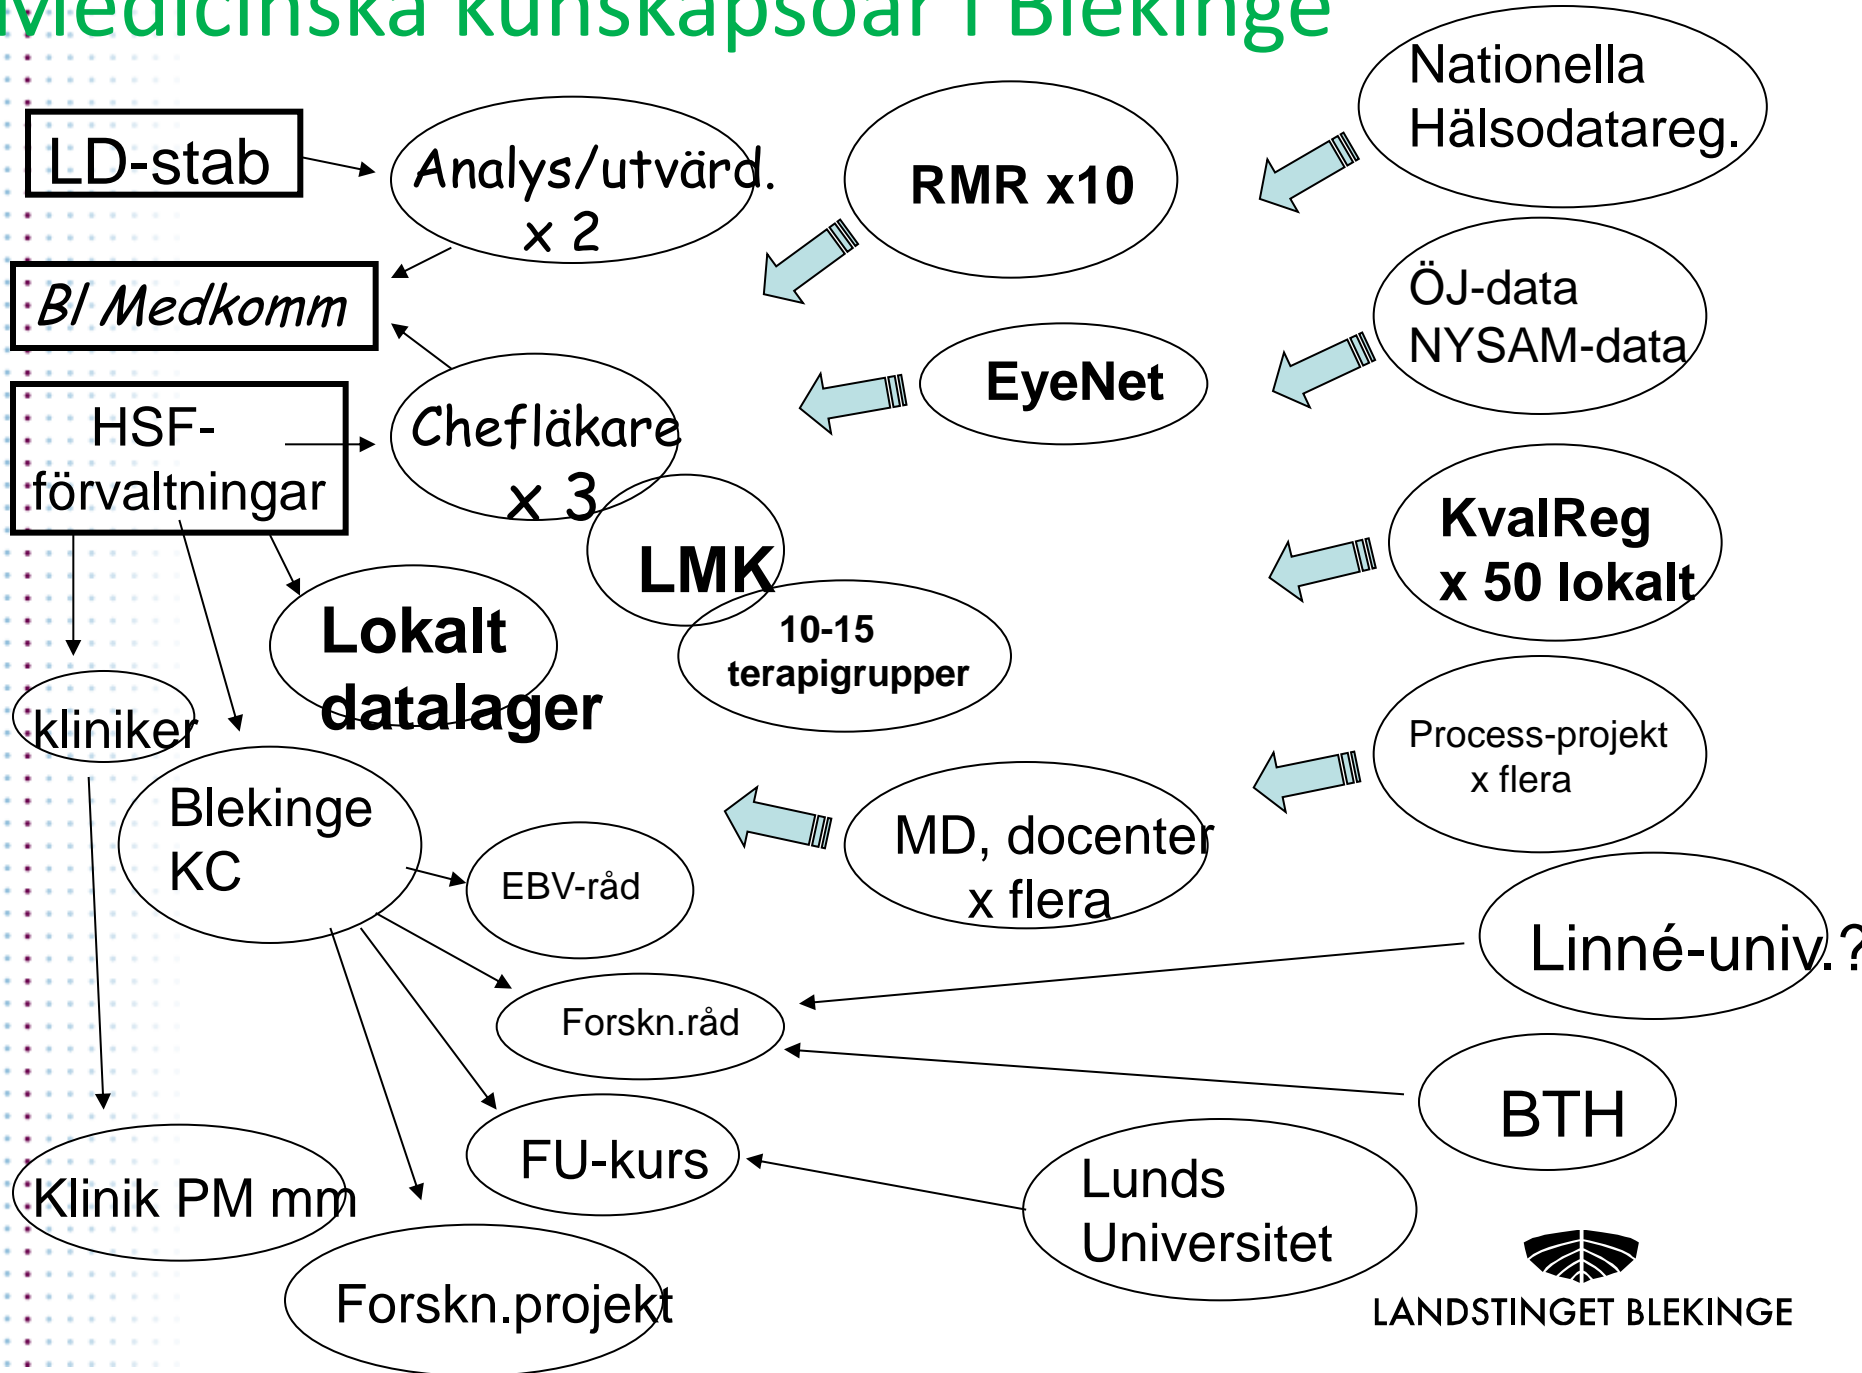 Medicinska kunskapsöar i Blekinge
LD-stab
Analys/utvärd.
x 2
RMR x10
Nationella
Hälsodatareg.
Bl Medkomm
ÖJ-data
NYSAM-data
EyeNet
HSF-
förvaltningar
Chefläkare
x 3
LMK
10-15
terapigrupper
KvalReg
x 50 lokalt
Lokalt
datalager
kliniker
Process-projekt
x flera
Blekinge
KC
MD, docenter
x flera
EBV-råd
Linné-univ.?
Forskn.råd
BTH
FU-kurs
Lunds
Universitet
Klinik PM mm
Forskn.projekt
LANDSTINGET BLEKINGE